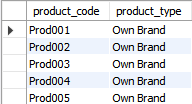 product_code product_type
Prod001 Own Brand
Prod002 Own Brand
Prod003 Own Brand
Prod004 Own Brand
Prod005 Own Brand